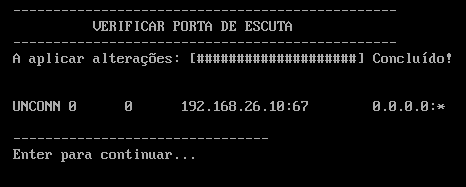 ------------------------------------------------
VERIFICAR PORTA DE ESCUTA
------------------------------------------------
A aplicar alterações: [####################] Concluído!
UNCONN 0      0      192.168.26.10:67        0.0.0.0:*
--------------------------------
Enter para continuar...